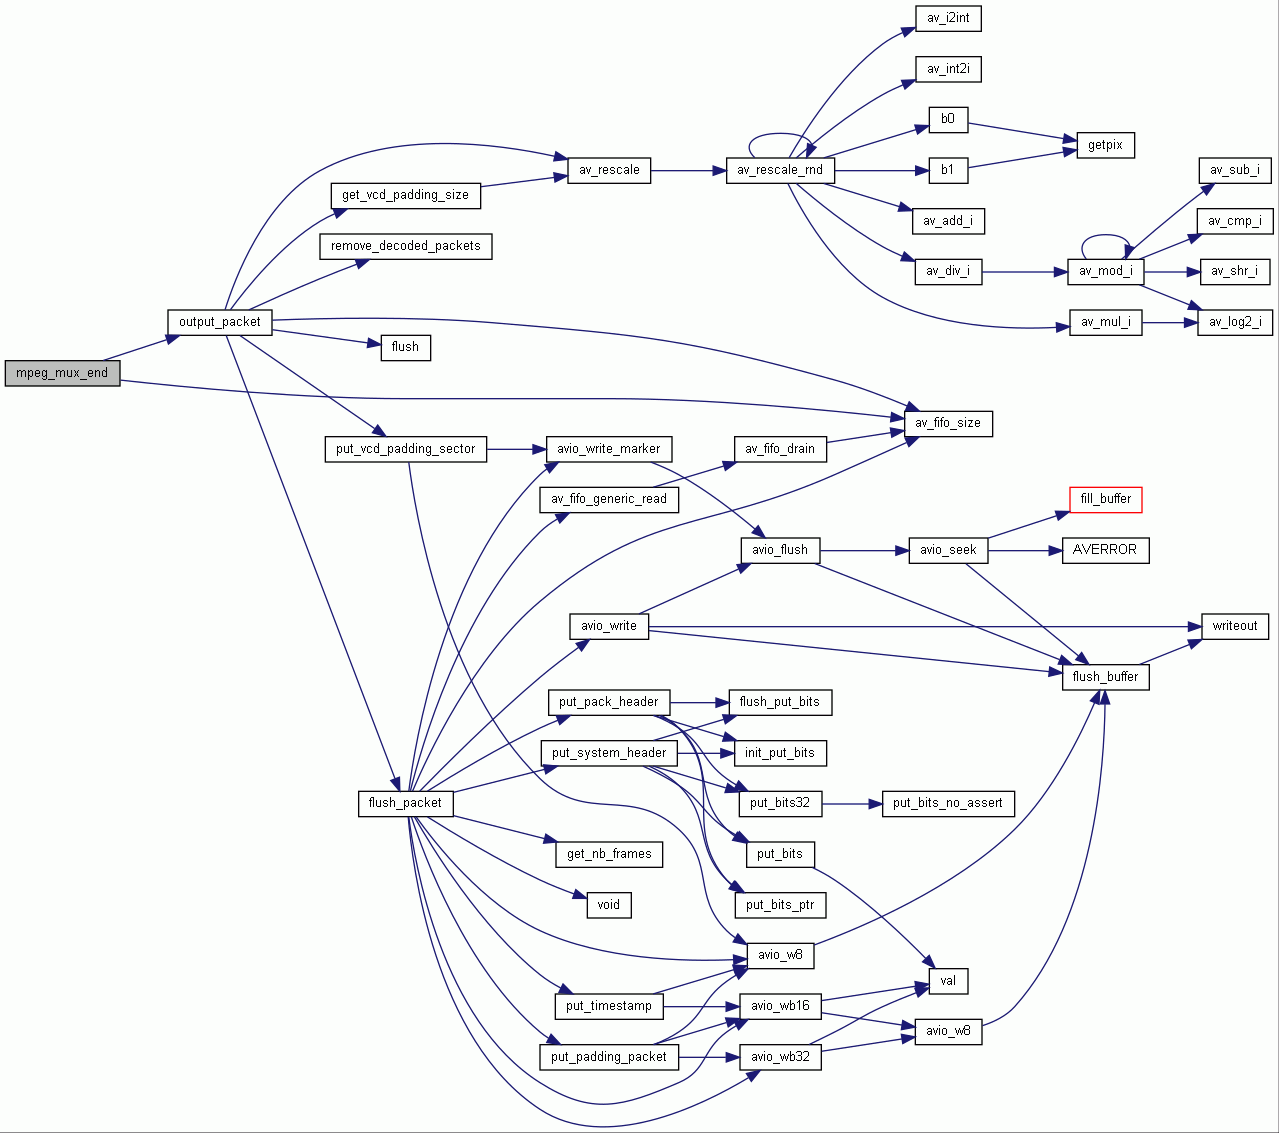 av_i2int
av_int2i
b0
getpix
av_rescale
av_rescale_rnd
b1
av_sub_i
get_vcd_padding_size
av_add_i
av_cmp_i
remove_decoded_packets
av_div_i
av_mod_i
av_shr_i
output_packet
av_mul_i
av_log2_i
flush
mpeg_mux_end
av_fifo_size
put_vcd_padding_sector
avio_write_marker
av_fifo_drain
av_fifo_generic_read
fill_buffer
avio_flush
avio_seek
AVERROR
avio_write
writeout
flush_buffer
put_pack_header
flush_put_bits
put_system_header
init_put_bits
flush_packet
put_bits32
put_bits_no_assert
get_nb_frames
put_bits
void
put_bits_ptr
avio_w8
val
put_timestamp
avio_wb16
avio_w8
put_padding_packet
avio_wb32